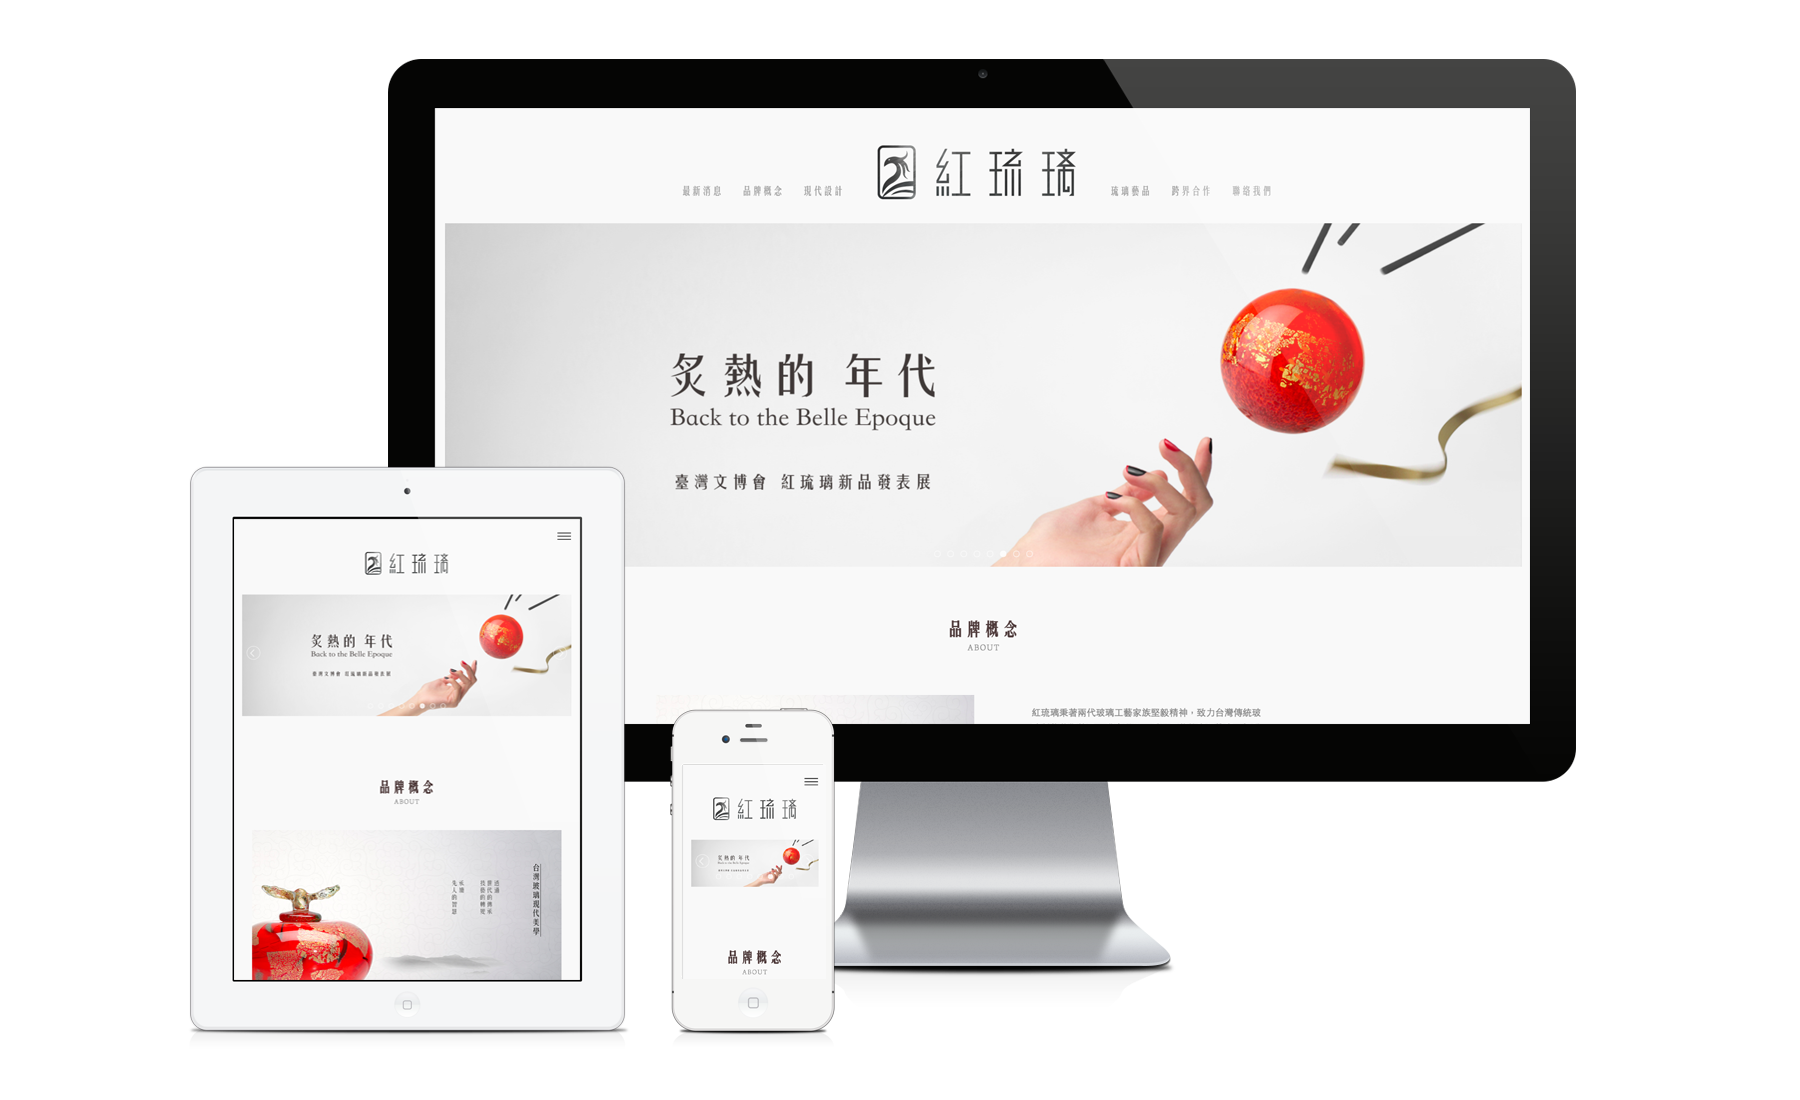 最新消息 品牌概念 現代設計 紅琉璃 琉璃藝品 跨界合作 聯絡我們
炙熱的 年代
Back to the Belle Epoque
臺灣文博會 紅琉璃新品發表展
品牌概念
ABOUT
紅琉璃秉著兩代玻璃工藝家族堅毅精神，致力台灣傳統玻
紅琉璃
炙熱的 年代
Back to the Belle Epoque
臺灣文博會 紅琉璃新品發表展
品牌概念
ABOUT
台灣玻璃現代美學
紅琉璃
炙熱的 年代
Back to the Belle Epoque
品牌概念
ABOUT